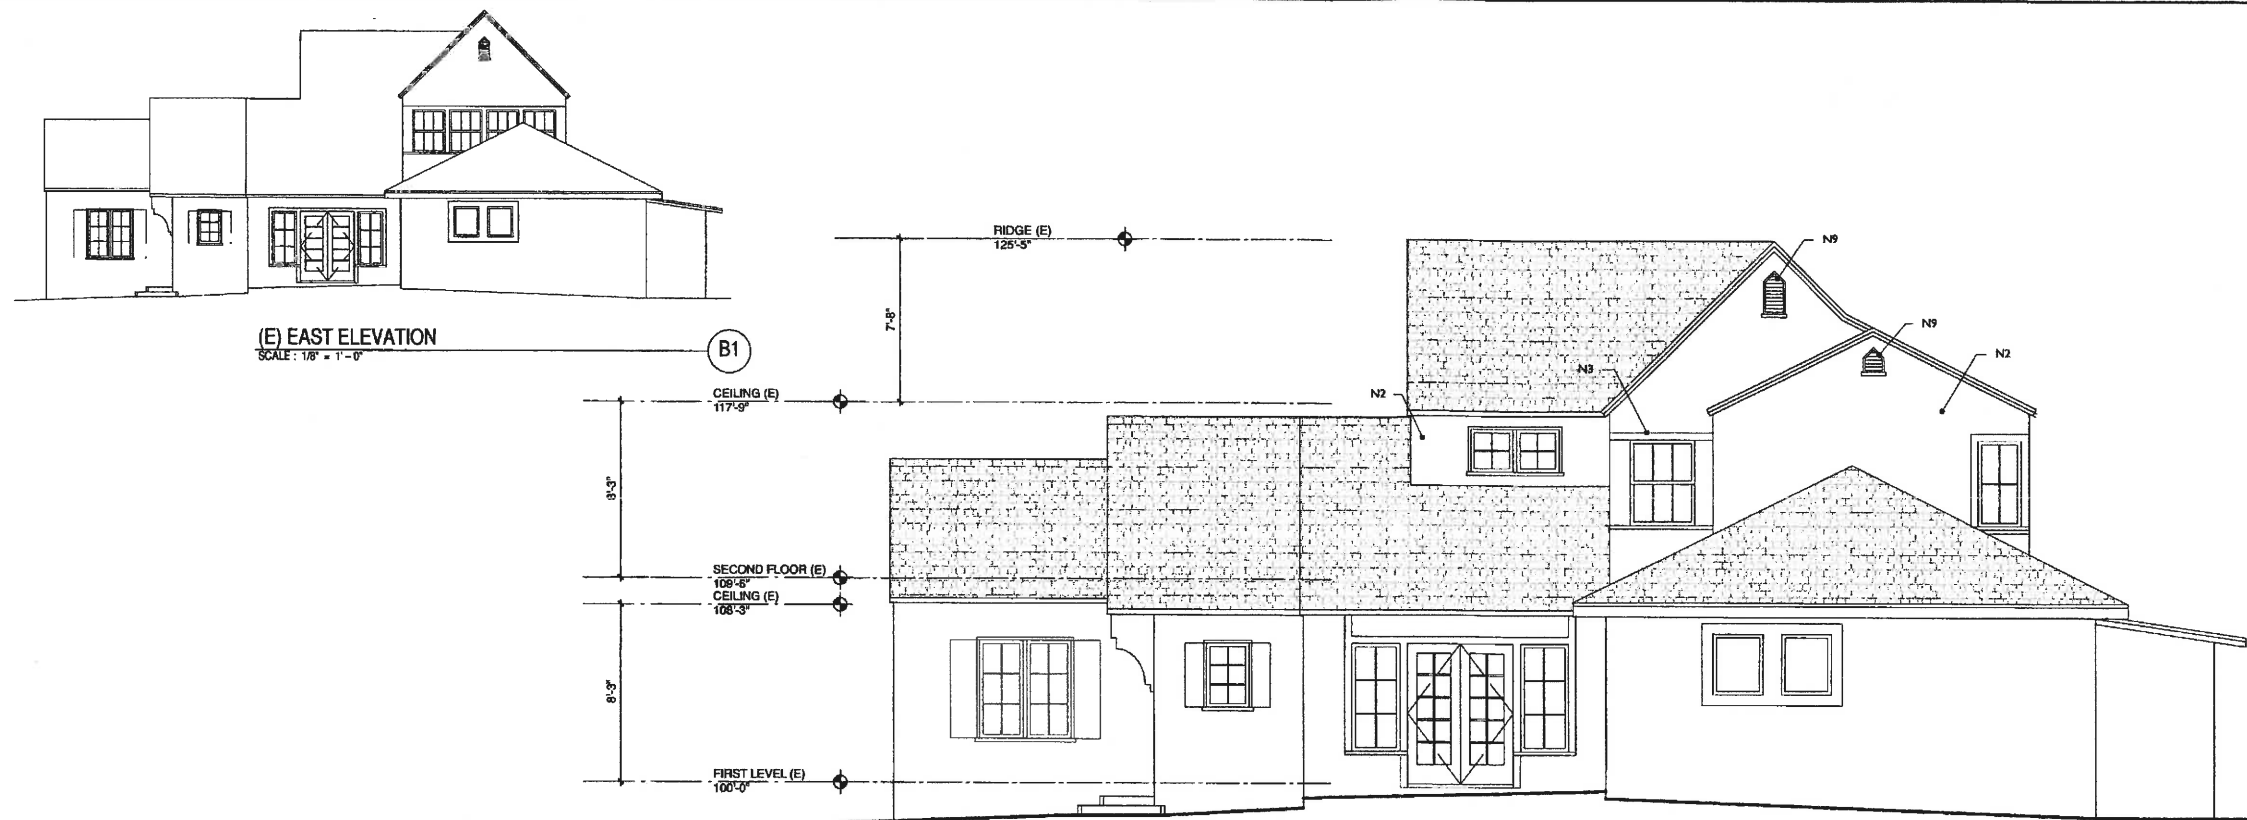 (E) EAST ELEVATION
SCALE : 1/8" = 1' - 0"
B1
RIDGE (E)
125'-5"
7'-8"
N9
N9
N2
N3
N2
CEILING (E)
117'-9"
8'-3"
SECOND FLOOR (E)
109'-6"
CEILING (E)
108'-3"
8'-3"
FIRST LEVEL (E)
100'-0"